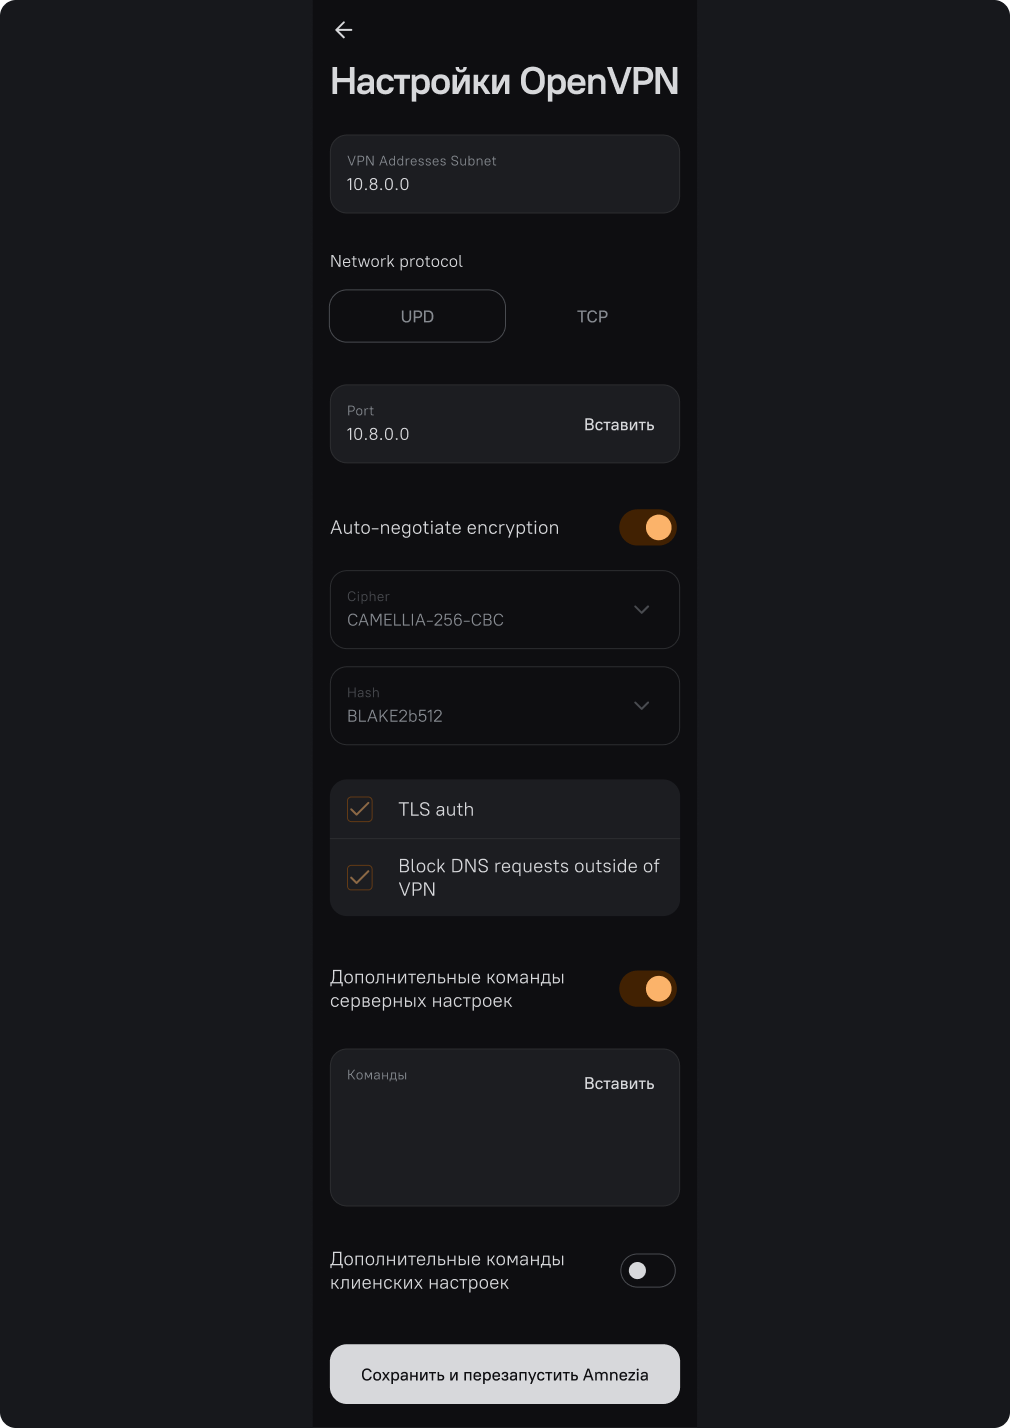 Настройки OpenVPN
VPN Addresses Subnet
10.8.0.0
Network protocol
UPD
TCP
Port
10.8.0.0
Вставить
Auto-negotiate encryption
Cipher
CAMELLIA-256-CBC
Hash
BLAKE2b512
TLS auth
Block DNS requests outside of
VPN
Дополнительные команды
серверных настроек
Команды
Вставить
Дополнительные команды
клиенских настроек
Сохранить и перезапустить Amnezia